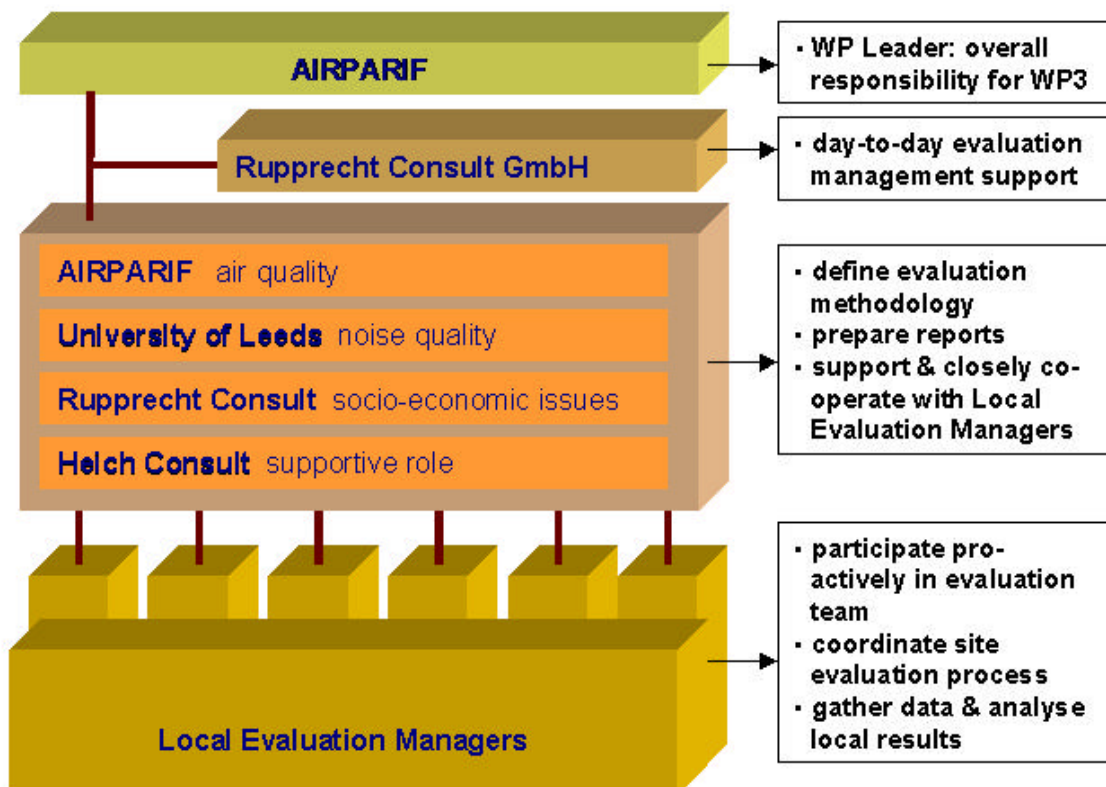 AIRPARIF
· WP Leader: overall
responsibility for WP3
Rupprecht Consult GmbH
· day-to-day evaluation
management support
AIRPARIF air quality
University of Leeds noise quality
Rupprecht Consult socio-economic issues
Heich Consult supportive role
· define evaluation
methodology
· prepare reports
· support & closely co-
operate with Local
Evaluation Managers
Local Evaluation Managers
· participate pro-
actively in evaluation
team
· coordinate site
evaluation process
· gather data & analyse
local results